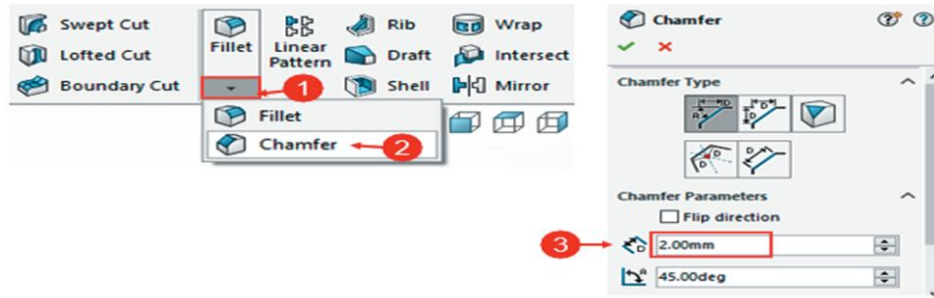 Swept Cut
Lofted Cut
Boundary Cut
Fillet
Linear
Pattern
Rib
Draft
Shell
Wrap
Intersect
Mirror
1
Fillet
Chamfer
2
Chamfer
Chamfer Type
Chamfer Parameters
Flip direction
3
2.00mm
45.00deg